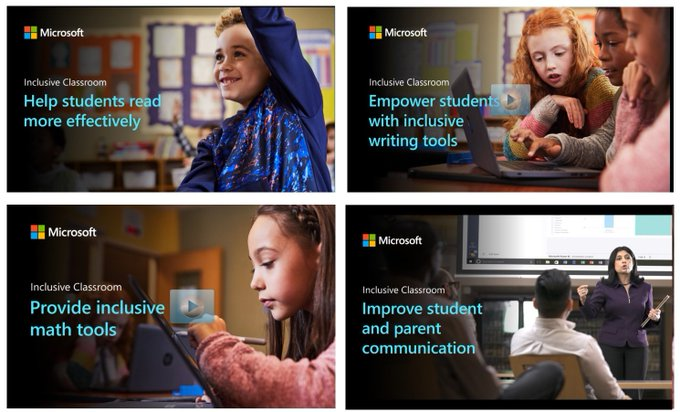 Microsoft
Inclusive Classroom
Help students read
more effectively
Microsoft
Inclusive Classroom
Empower students
with inclusive
writing tools
Microsoft
Inclusive Classroom
Provide inclusive
math tools
Microsoft
Inclusive Classroom
Improve student
and parent
communication